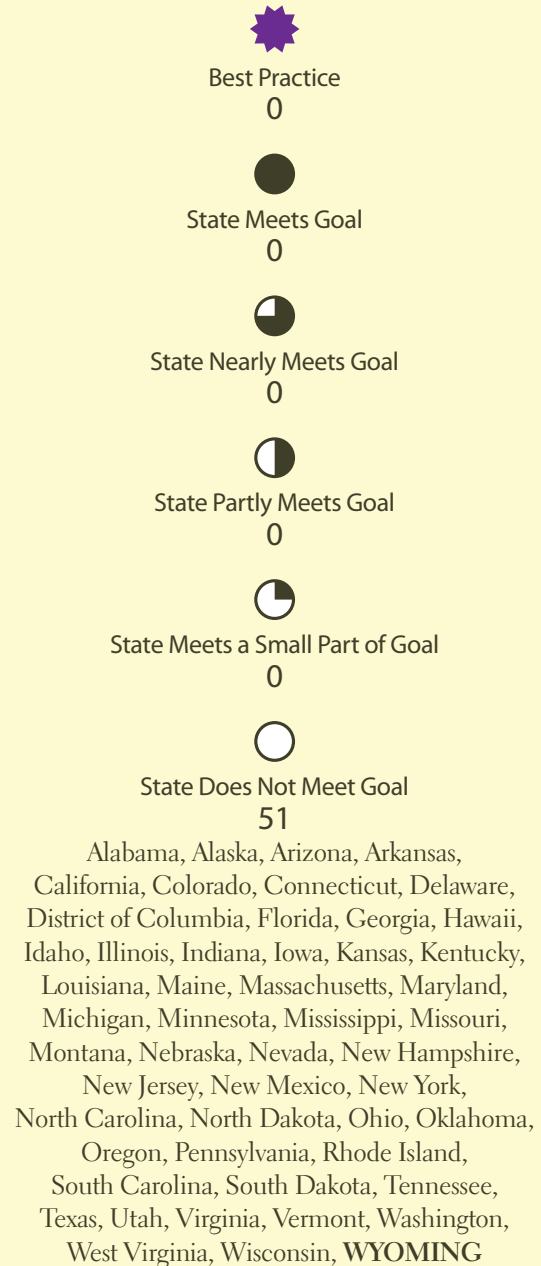 Best Practice
0
State Meets Goal
0
State Nearly Meets Goal
0
State Partly Meets Goal
0
State Meets a Small Part of Goal
0
State Does Not Meet Goal
51
Alabama, Alaska, Arizona, Arkansas,
California, Colorado, Connecticut, Delaware,
District of Columbia, Florida, Georgia, Hawaii,
Idaho, Illinois, Indiana, Iowa, Kansas, Kentucky,
Louisiana, Maine, Massachusetts, Maryland,
Michigan, Minnesota, Mississippi, Missouri,
Montana, Nebraska, Nevada, New Hampshire,
New Jersey, New Mexico, New York,
North Carolina, North Dakota, Ohio, Oklahoma,
Oregon, Pennsylvania, Rhode Island,
South Carolina, South Dakota, Tennessee,
Texas, Utah, Virginia, Vermont, Washington,
West Virginia, Wisconsin, WYOMING